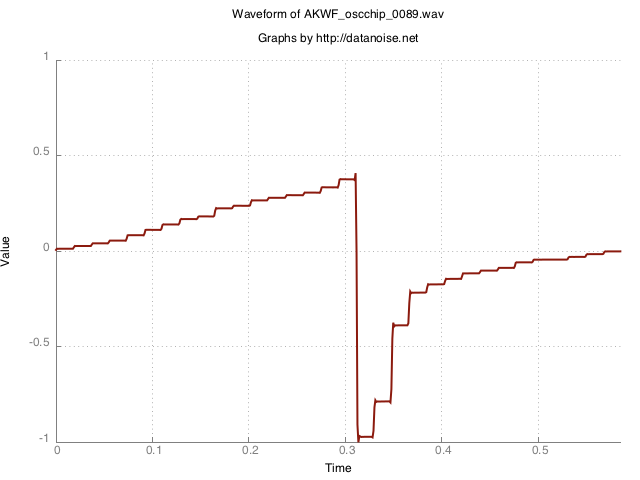 Waveform of AKWF_oscchip_0089.wav
Graphs by http://datanoise.net
1
0.5
0
-0.5
-1
Value
0 0.1 0.2 0.3 0.4 0.5
Time